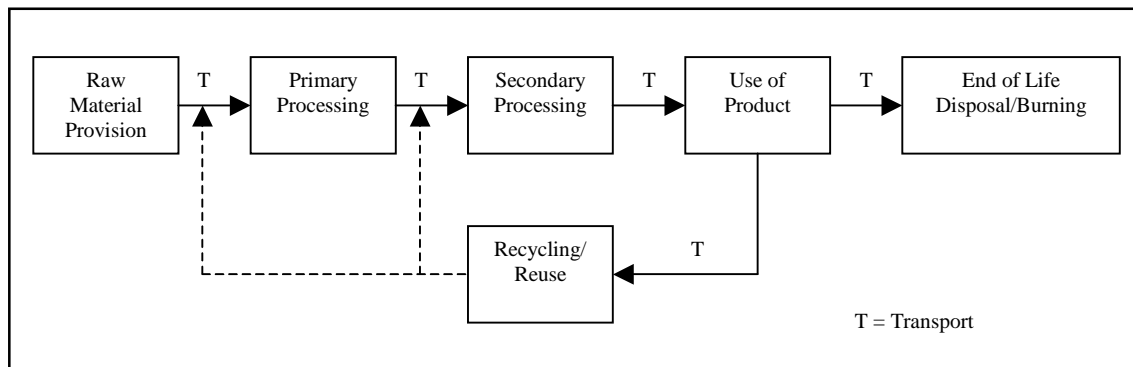 Raw
Material
Provision
T
Primary
Processing
T
Secondary
Processing
T
Use of
Product
T
End of Life
Disposal/Burning
Recycling/
Reuse
T
T = Transport